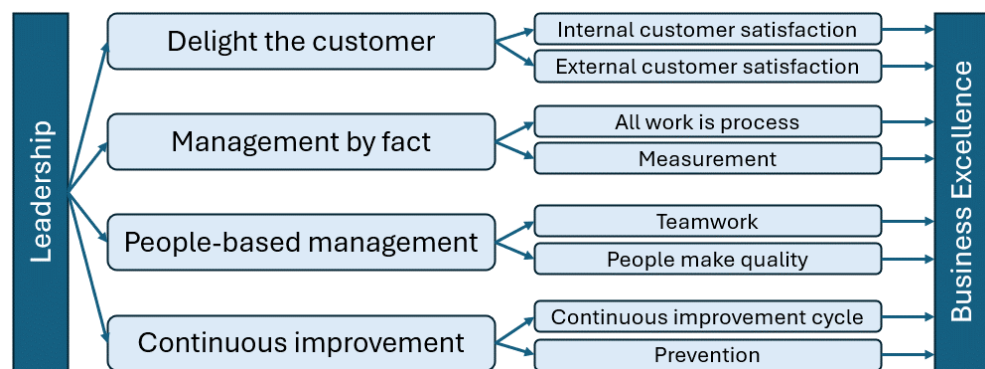 Leadership
Delight the customer
Internal customer satisfaction
External customer satisfaction
Management by fact
All work is process
Measurement
People-based management
Teamwork
People make quality
Continuous improvement
Continuous improvement cycle
Prevention
Business Excellence